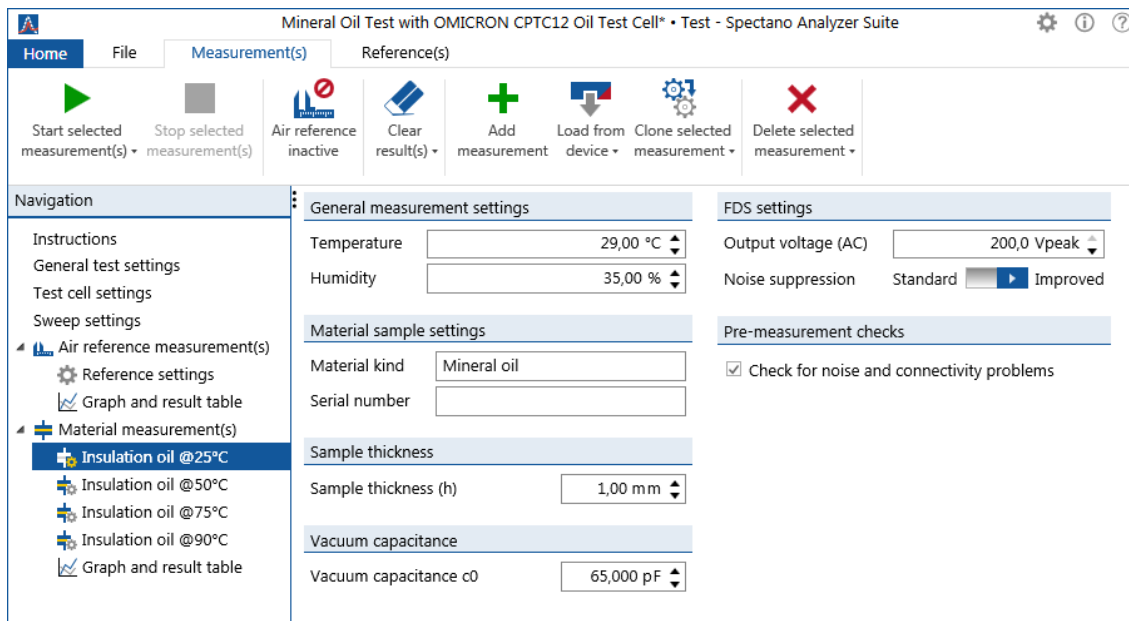 Mineral Oil Test with OMICRON CPTC12 Oil Test Cell* • Test - Spectano Analyzer Suite
Home File Measurement(s) Reference(s)
Start selected measurement(s)
Stop selected measurement(s)
Air reference inactive
Clear result(s)
Add measurement
Load from device
Clone selected measurement
Delete selected measurement
Navigation
Instructions
General test settings
Test cell settings
Sweep settings
Air reference measurement(s)
Reference settings
Graph and result table
Material measurement(s)
Insulation oil @25°C
Insulation oil @50°C
Insulation oil @75°C
Insulation oil @90°C
Graph and result table
General measurement settings
Temperature 29,00 °C
Humidity 35,00 %
Material sample settings
Material kind Mineral oil
Serial number
Sample thickness
Sample thickness (h) 1,00 mm
Vacuum capacitance
Vacuum capacitance c0 65,000 pF
FDS settings
Output voltage (AC) 200,0 Vpeak
Noise suppression Standard Improved
Pre-measurement checks
Check for noise and connectivity problems